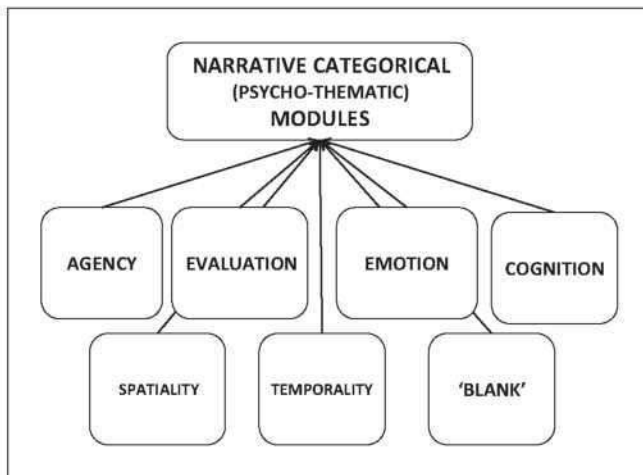 NARRATIVE CATEGORICAL
(PSYCHO-THEMATIC)
MODULES
AGENCY
EVALUATION
EMOTION
COGNITION
SPATIALITY
TEMPORALITY
‘BLANK’